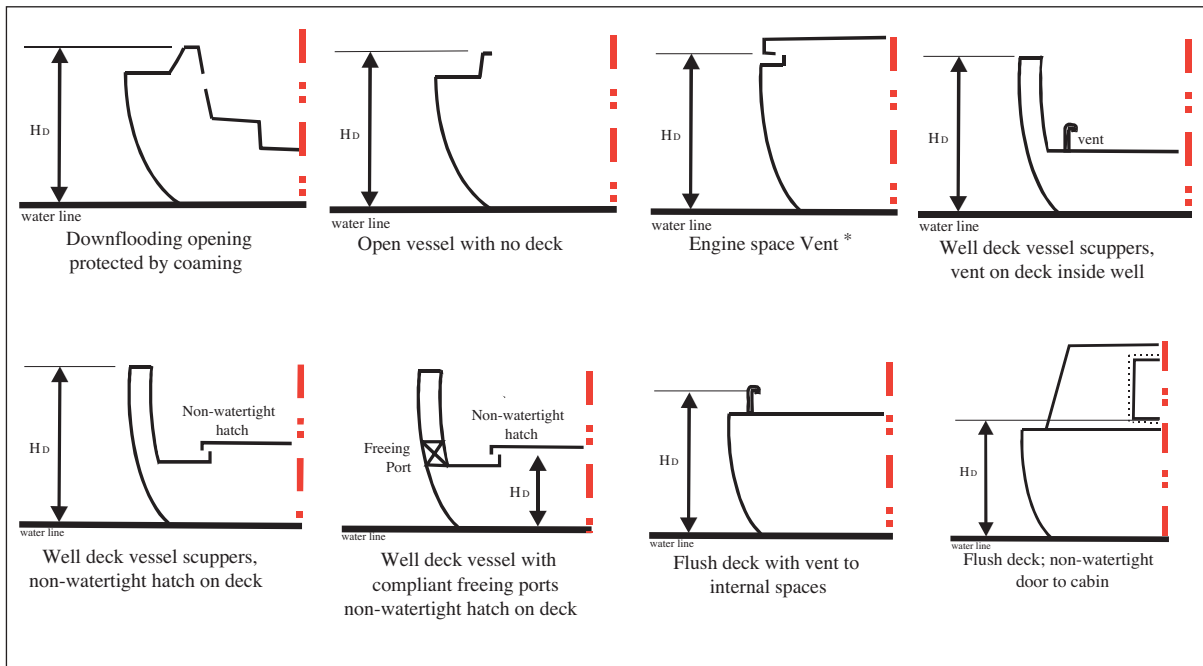 HD
water line
Downflooding opening
protected by coaming
HD
water line
Open vessel with no deck
HD
water line
Engine space Vent *
HD
vent
water line
Well deck vessel scuppers,
vent on deck inside well
HD
Non-watertight
hatch
water line
Well deck vessel scuppers,
non-watertight hatch on deck
Non-watertight
hatch
Freeing
Port
HD
water line
Well deck vessel with
compliant freeing ports
non-watertight hatch on deck
HD
water line
Flush deck with vent to
internal spaces
HD
water line
Flush deck; non-watertight
door to cabin